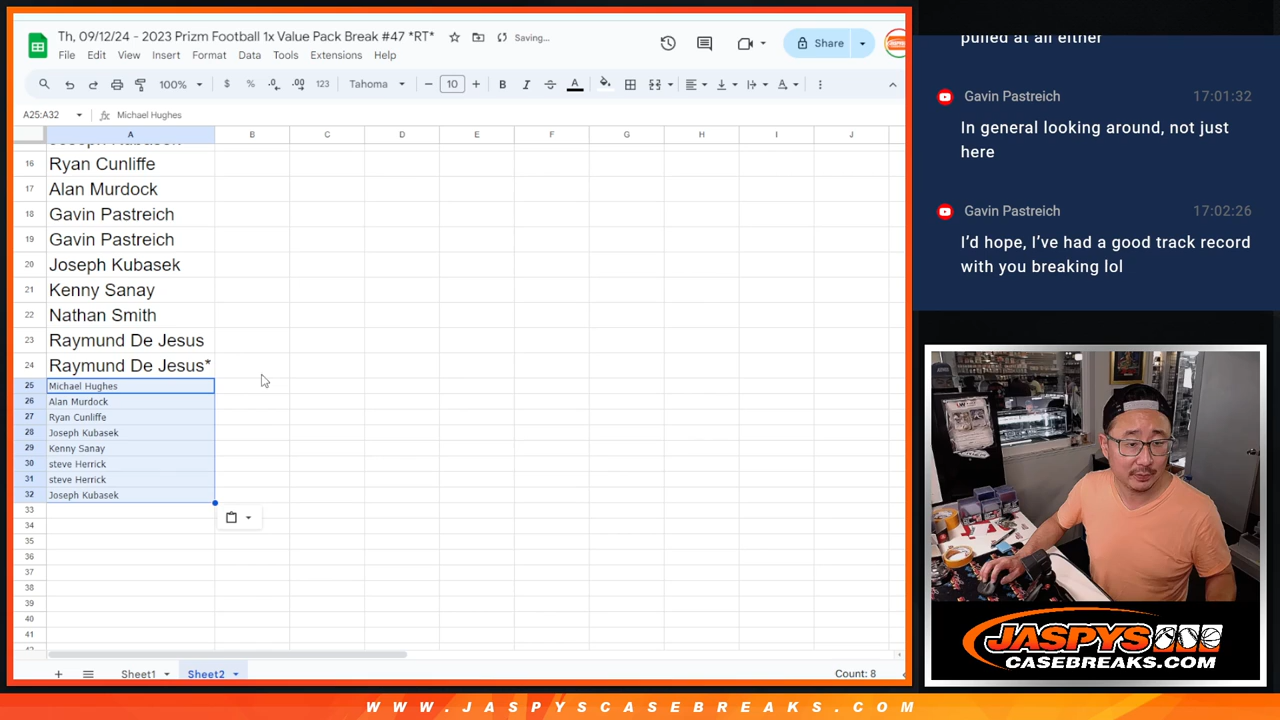 Th, 09/12/24 - 2023 Prizm Football 1x Value Pack Break #47 *RT*
Saving...
Share
File Edit View Insert Format Data Tools Extensions Help
100% $ % .0 .00 123 Tahoma 10 B I A
A25:A32 fx Michael Hughes
A B C D E F G H I J
16 Ryan Cunliffe
17 Alan Murdock
18 Gavin Pastreich
19 Gavin Pastreich
20 Joseph Kubasek
21 Kenny Sanay
22 Nathan Smith
23 Raymund De Jesus
24 Raymund De Jesus*
25 Michael Hughes
26 Alan Murdock
27 Ryan Cunliffe
28 Joseph Kubasek
29 Kenny Sanay
30 steve Herrick
31 steve Herrick
32 Joseph Kubasek
33
34
35
36
37
38
39
40
41
Sheet1 Sheet2 Count: 8
pulled at all either
Gavin Pastreich 17:01:32
In general looking around, not just
here
Gavin Pastreich 17:02:26
I'd hope, I've had a good track record
with you breaking lol
JASPYS
CASEBREAKS.COM
WWW.JASPYSCASEBREAKS.COM